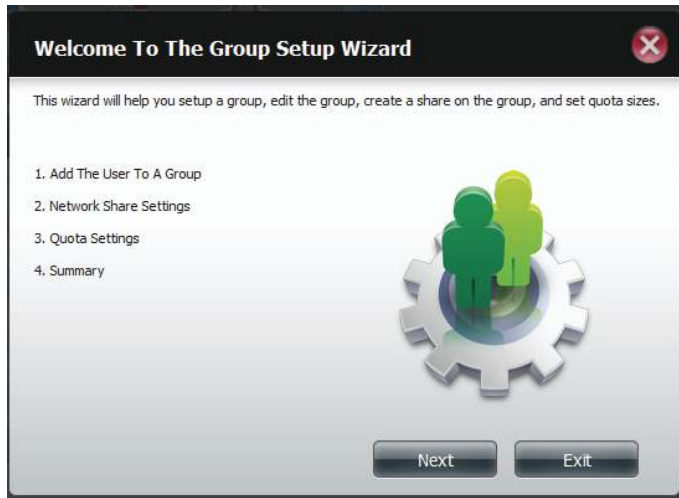 Welcome To The Group Setup Wizard
This wizard will help you setup a group, edit the group, create a share on the group, and set quota sizes.
1. Add The User To A Group
2. Network Share Settings
3. Quota Settings
4. Summary
Next Exit